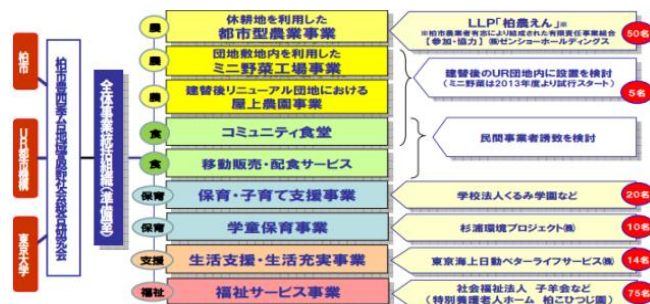 柏市
UR都市機構
東京大学
柏市豊四季台地域高齢社会総合研究会
全体事業統括組織(準備室)
農
休耕地を利用した
都市型農業事業
LLP「柏農えん」※
※柏市農業者有志により結成された有限責任事業組合
【参加・協力】 ㈱ゼンショーホールディングス
50名
農
団地敷地内を利用した
ミニ野菜工場事業
農
建替後リニューアル団地における
屋上農園事業
建替後のUR団地内に設置を検討
(ミニ野菜は2013年度より試行スタート)
5名
食
コミュニティ食堂
食
移動販売・配食サービス
民間事業者誘致を検討
保育
保育・子育て支援事業
学校法人くるみ学園など
20名
保育
学童保育事業
杉浦環境プロジェクト㈱
10名
支援
生活支援・生活充実事業
東京海上日動ベターライフサービス㈱
14名
福祉
福祉サービス事業
社会福祉法人 子羊会など
(特別養護老人ホーム 柏こひつじ園)
75名